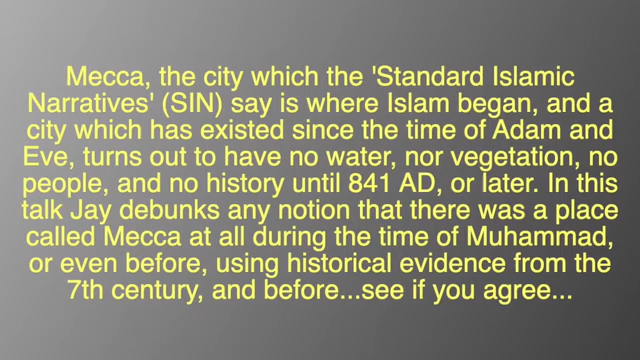 Mecca, the city which the 'Standard Islamic
Narratives' (SIN) say is where Islam began, and a
city which has existed since the time of Adam and
Eve, turns out to have no water, nor vegetation, no
people, and no history until 841 AD, or later. In this
talk Jay debunks any notion that there was a place
called Mecca at all during the time of Muhammad,
or even before, using historical evidence from the
7th century, and before...see if you agree...